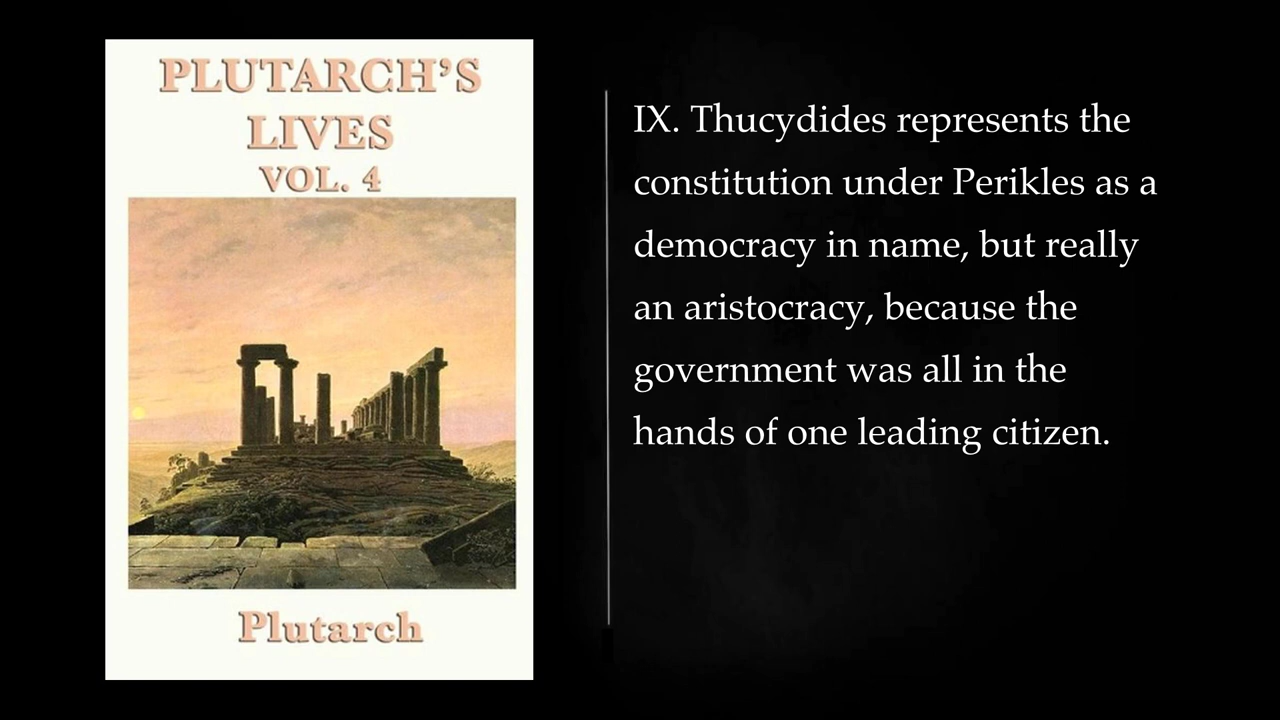 PLUTARCH'S
LIVES
VOL. 4
Plutarch
IX. Thucydides represents the
constitution under Perikles as a
democracy in name, but really
an aristocracy, because the
government was all in the
hands of one leading citizen.